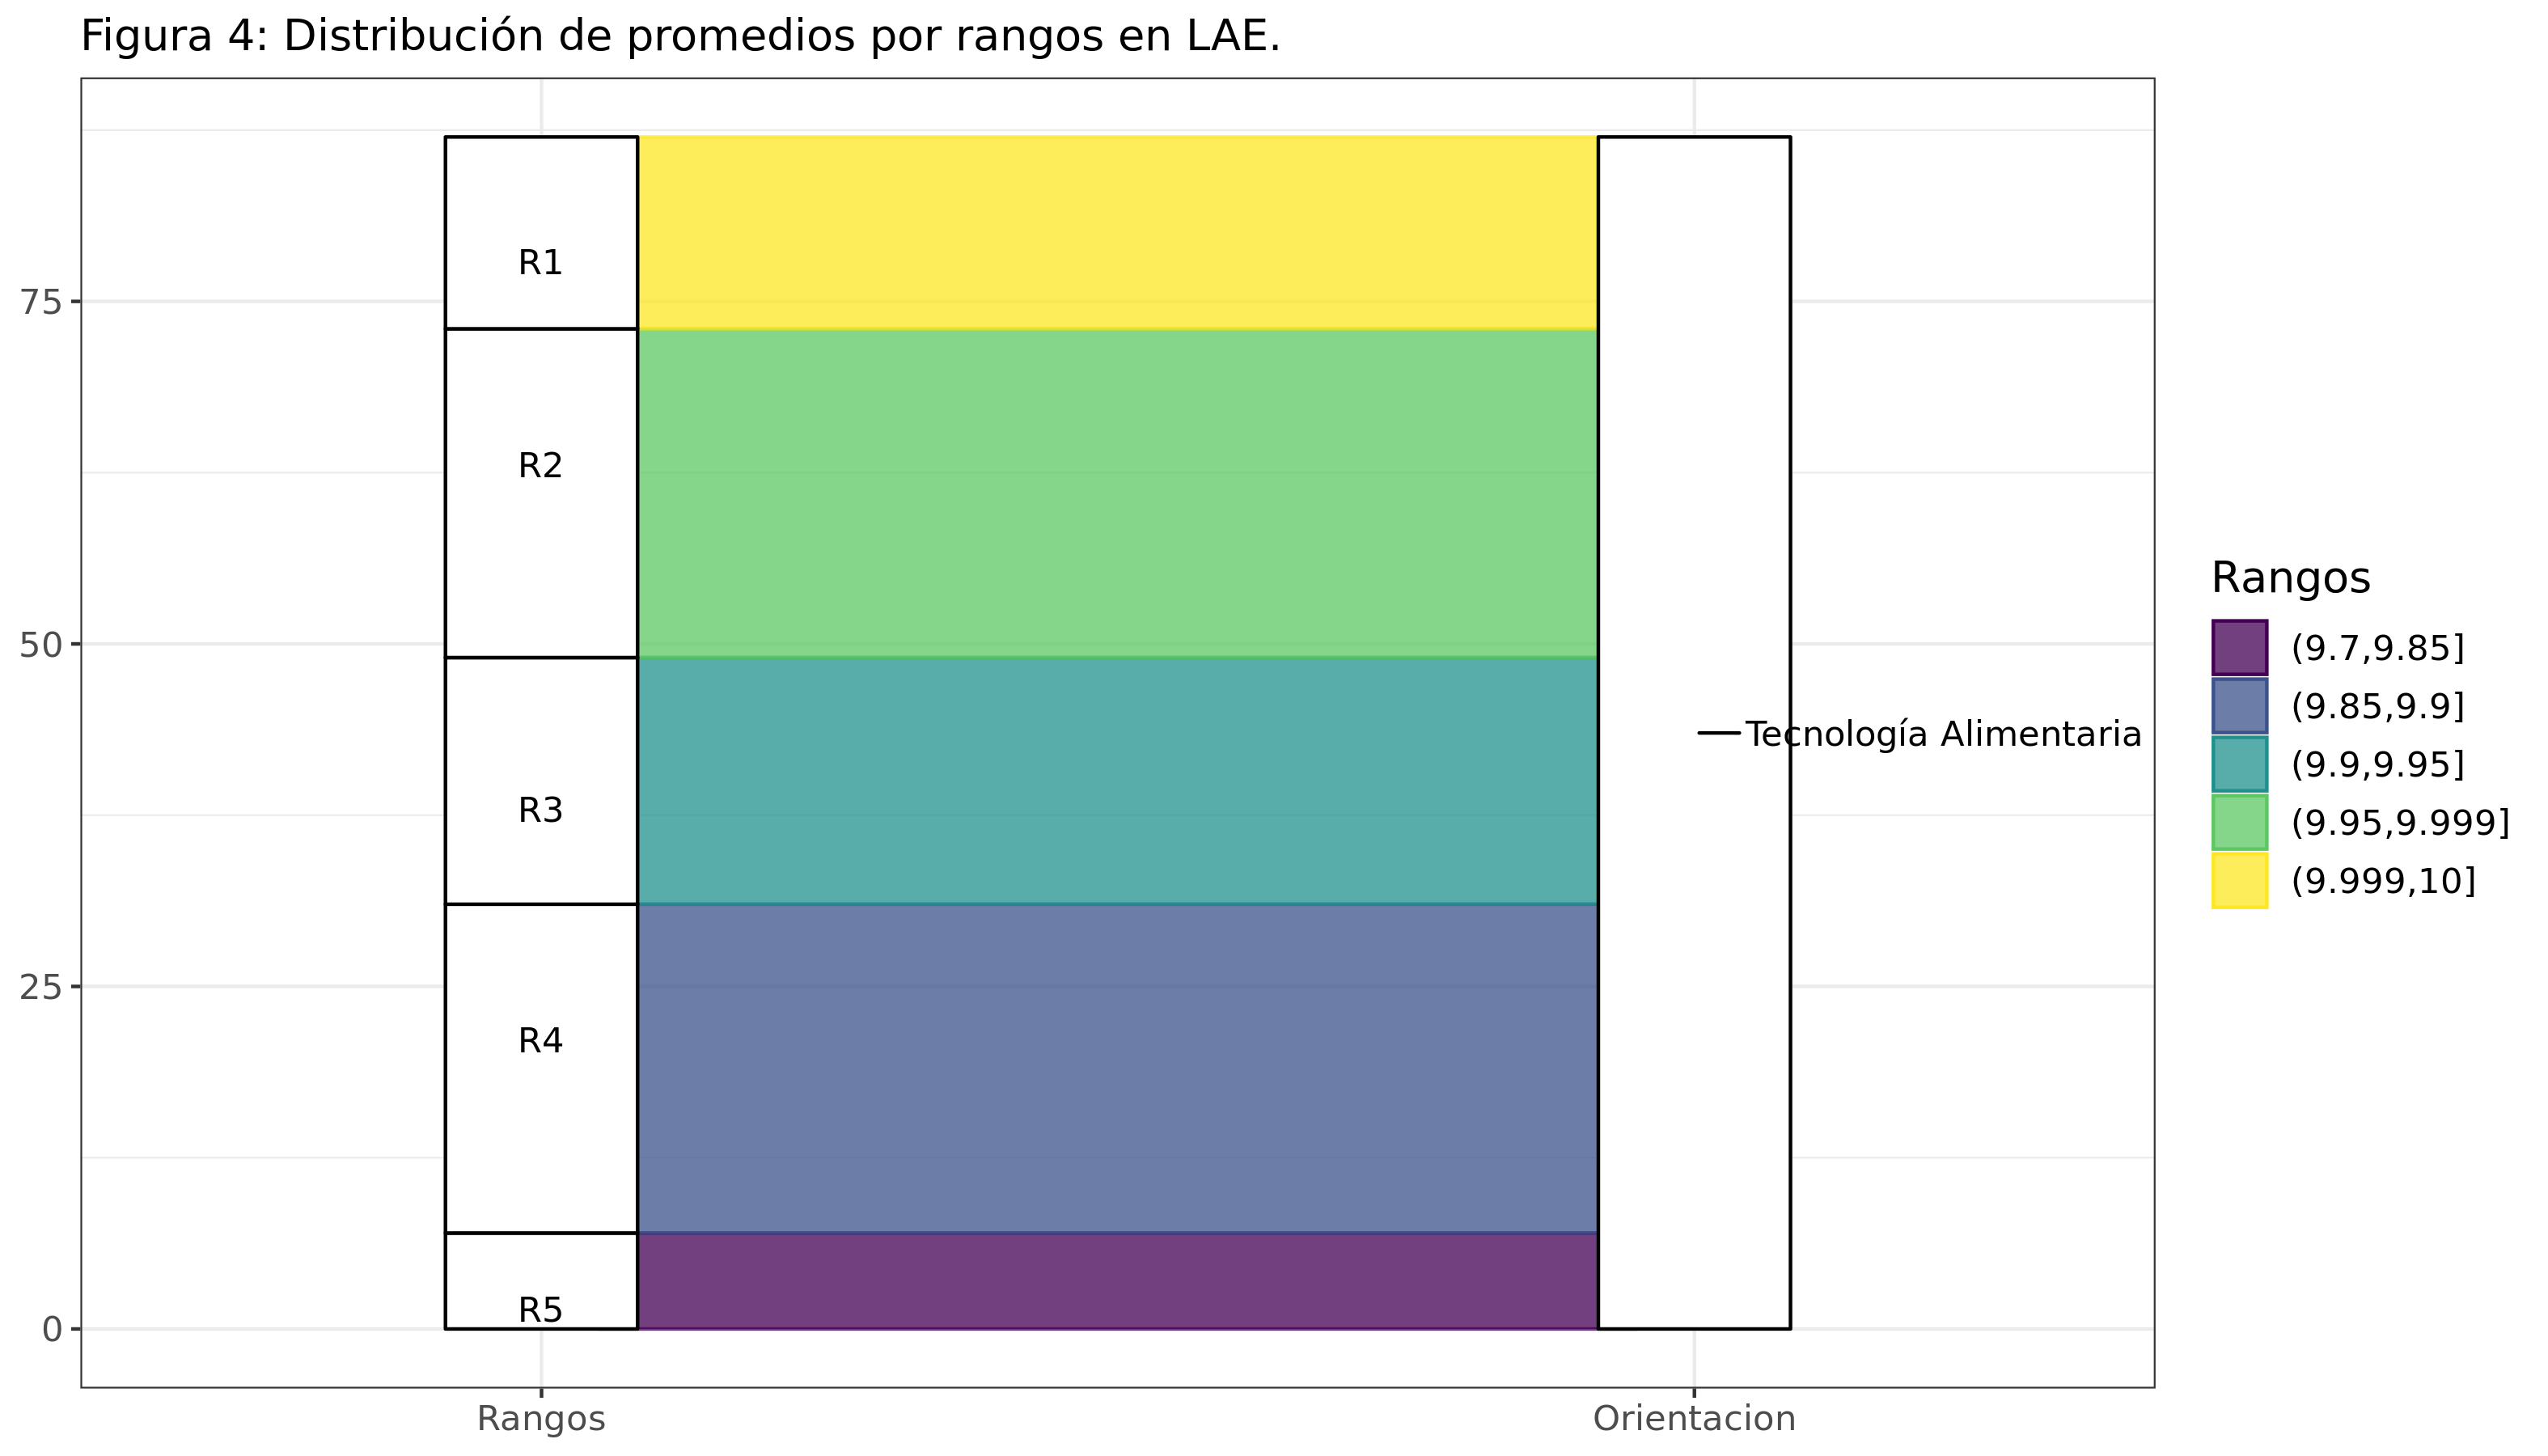 Figura 4: Distribución de promedios por rangos en LAE.
75
50
25
0
R1
R2
R3
R4
R5
Tecnología Alimentaria
Rangos
Orientacion
Rangos
(9.7,9.85]
(9.85,9.9]
(9.9,9.95]
(9.95,9.999]
(9.999,10]